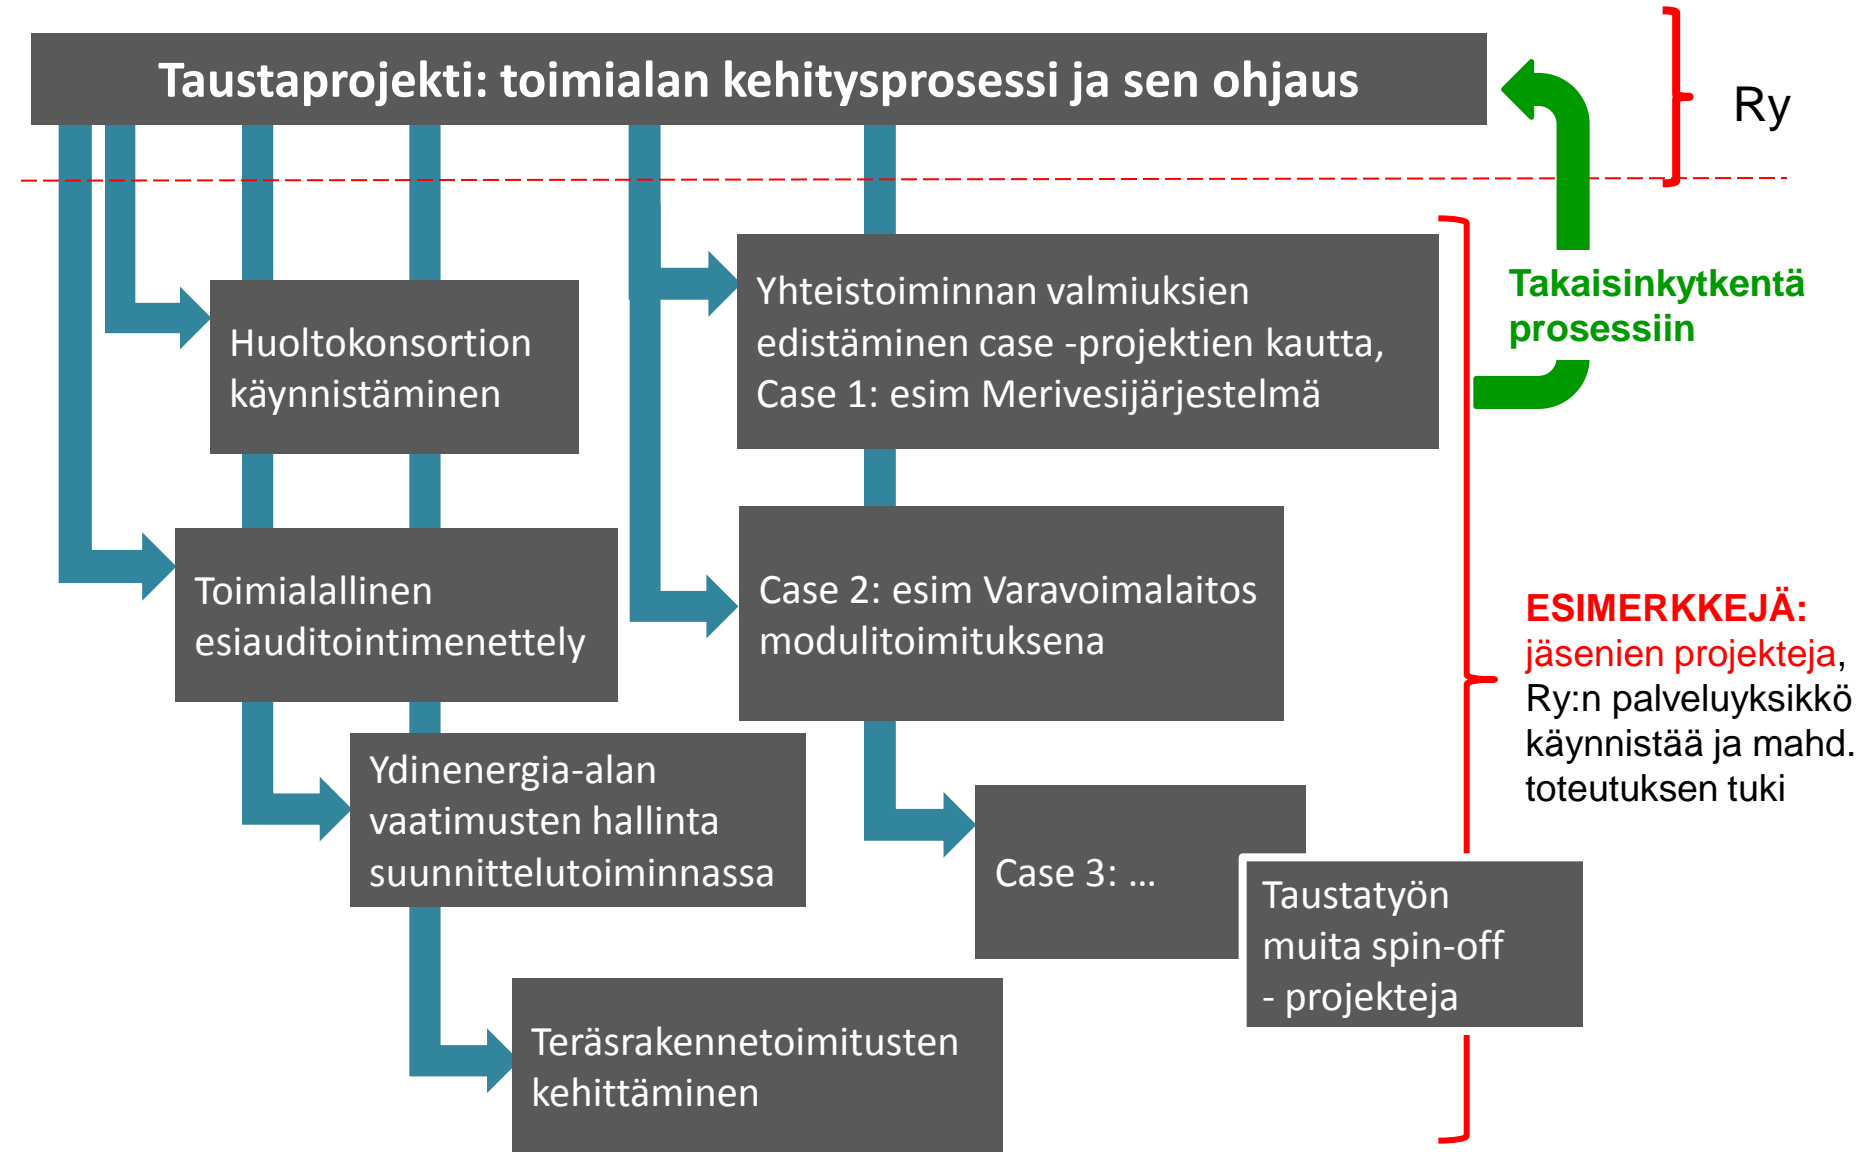 Taustaprojekti: toimialan kehitysprosessi ja sen ohjaus
Ry
Takaisinkytkentä
prosessiin
Yhteistoiminnan valmiuksien
edistäminen case -projektien kautta,
Case 1: esim Merivesijärjestelmä
Huoltokonsortion
käynnistäminen
Toimialallinen
esiauditointimenettely
Case 2: esim Varavoimalaitos
modulitoimituksena
ESIMERKKEJÄ:
jäsenien projekteja,
Ry:n palveluyksikkö
käynnistää ja mahd.
toteutuksen tuki
Ydinenergia-alan
vaatimusten hallinta
suunnittelutoiminnassa
Case 3: ...
Taustatyön
muita spin-off
- projekteja
Teräsrakennetoimitusten
kehittäminen